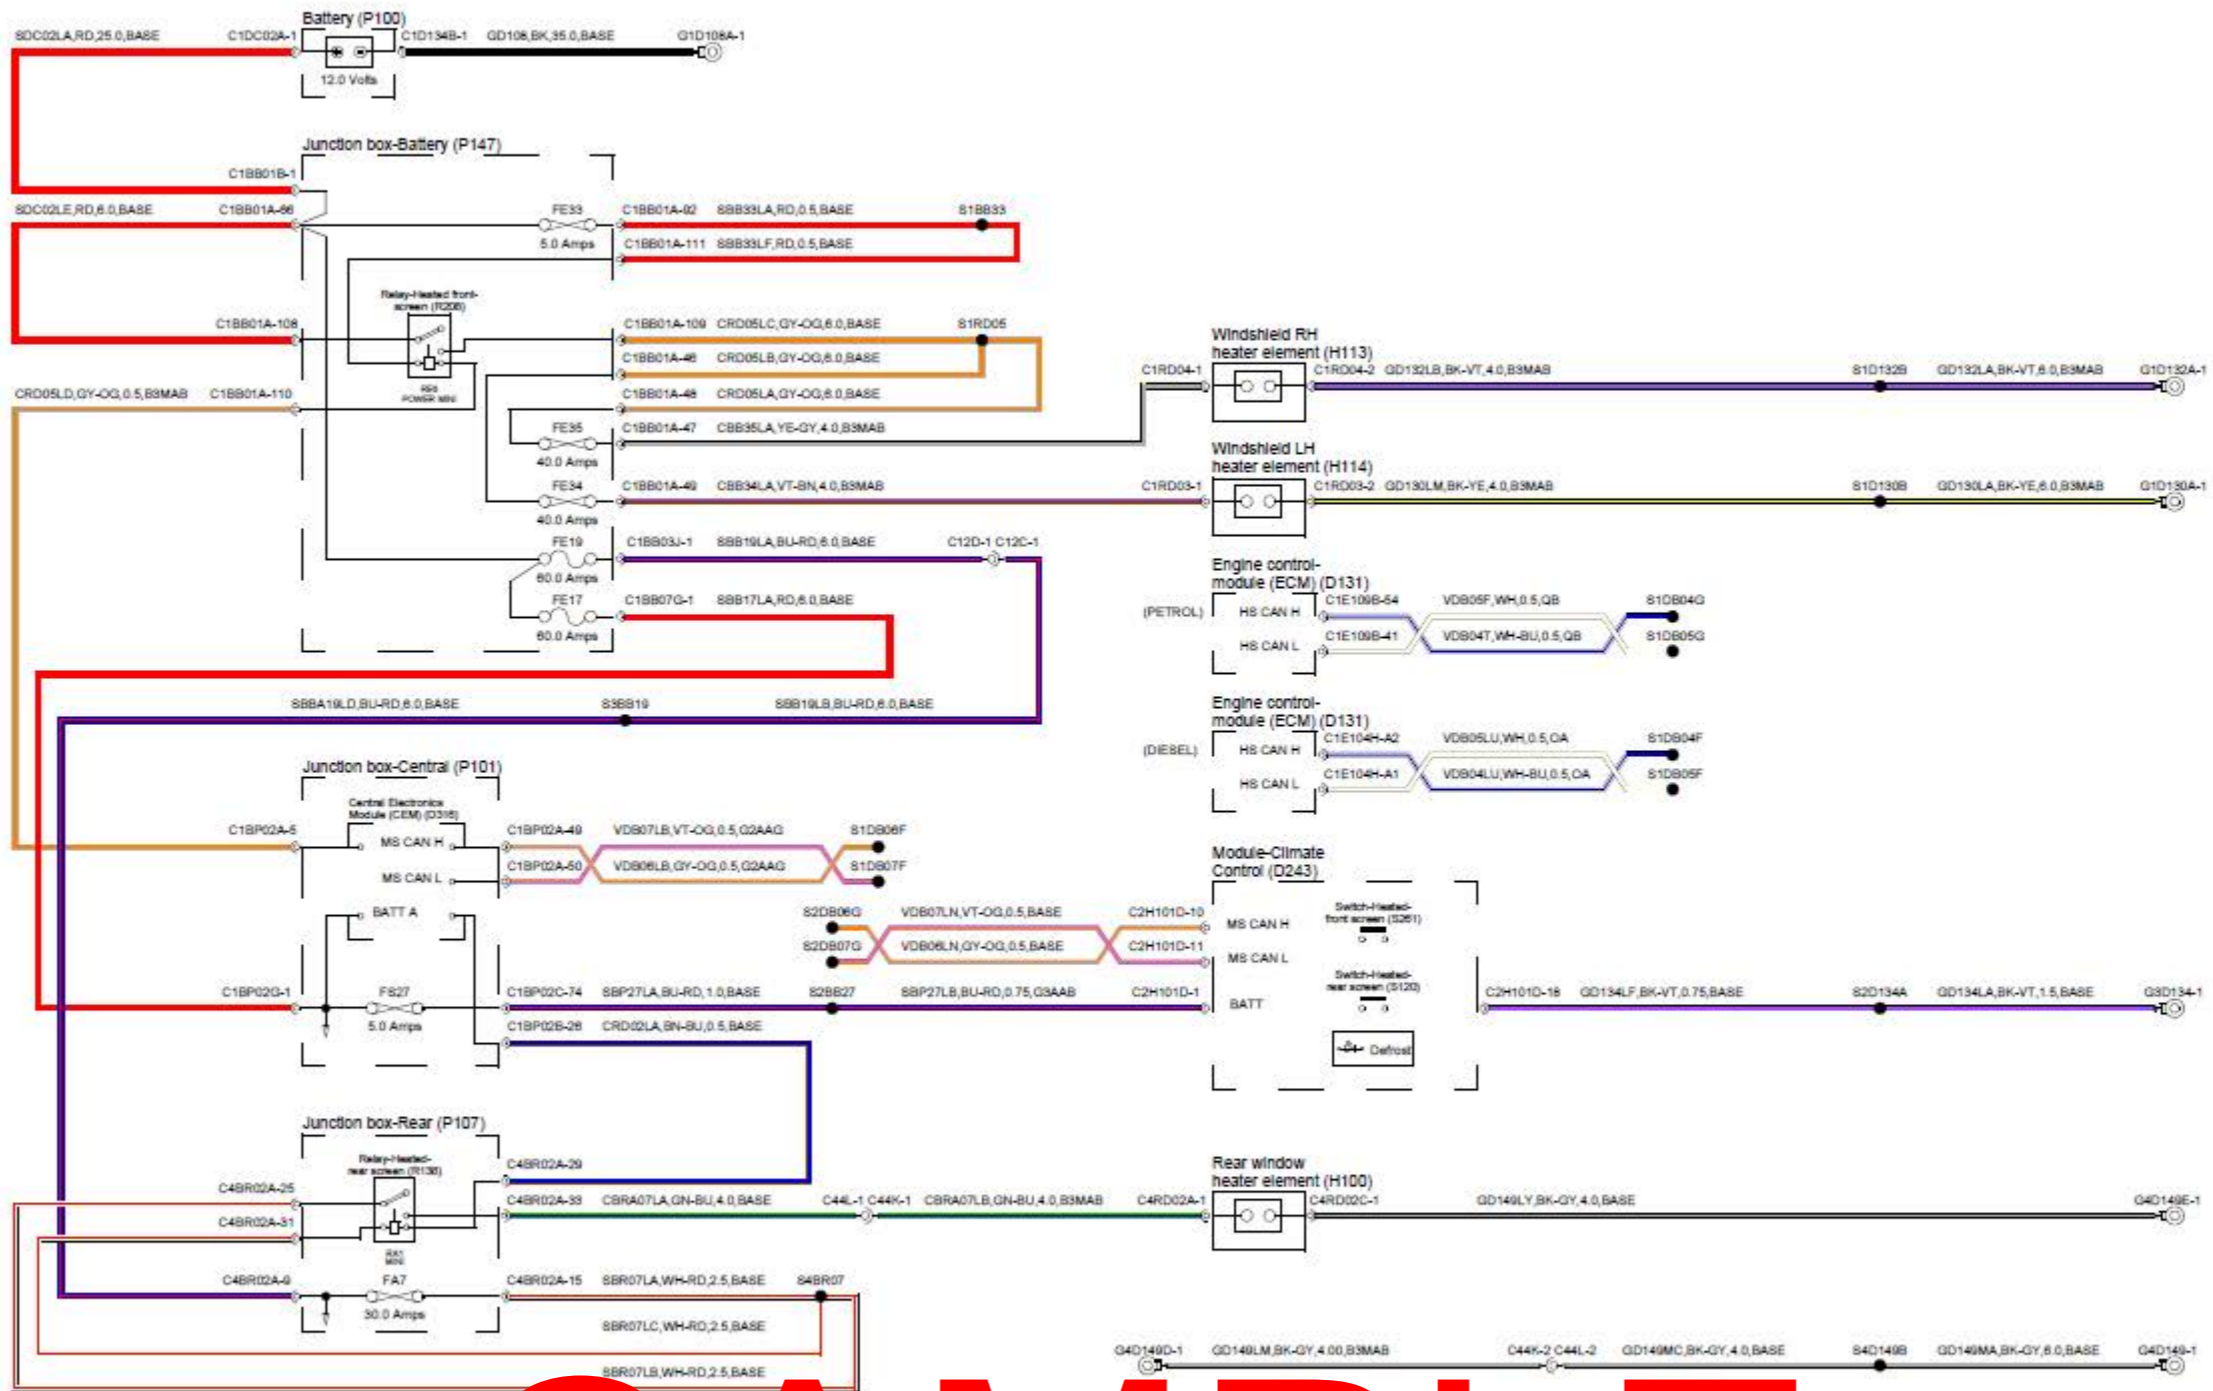 Battery (P100)
SDC02LA,RD,25.0,BASE C1DC02A-1 C1D134B-1 GD108,BK,35.0,BASE G1D108A-1
12.0 Volts
Junction box-Battery (P147)
C1BB01B-1
SDC02LE,RD,6.0,BASE C1BB01A-66 FE33 C1BB01A-92 SBB33LA,RD,0.5,BASE S1BB33
5.0 Amps C1BB01A-111 SBB33LF,RD,0.5,BASE
Relay-Heated front-
screen (R206)
C1BB01A-108 C1BB01A-109 CRD05LC,GY-OG,6.0,BASE S1RD05
Windshield RH
heater element (H113)
C1BB01A-46 CRD05LB,GY-OG,6.0,BASE
C1RD04-1 C1RD04-2 GD132LB,BK-VT,4.0,B3MAB S1D132B GD132LA,BK-VT,6.0,B3MAB G1D132A-1
POWER MINI
CRD05LD,GY-OG,0.5,B3MAB C1BB01A-110 C1BB01A-48 CRD05LA,GY-OG,6.0,BASE
FE35 C1BB01A-47 CBB35LA,YE-GY,4.0,B3MAB
40.0 Amps
Windshield LH
heater element (H114)
FE34 C1BB01A-49 CBB34LA,VT-BN,4.0,B3MAB C1RD03-1 C1RD03-2 GD130LM,BK-YE,4.0,B3MAB S1D130B GD130LA,BK-YE,6.0,B3MAB G1D130A-1
40.0 Amps
FE19 C1BB03J-1 SBB19LA,BU-RD,6.0,BASE C12D-1 C12C-1
60.0 Amps
Engine control-
module (ECM) (D131)
FE17 C1BB07G-1 SBB17LA,RD,6.0,BASE
60.0 Amps
(PETROL) HS CAN H C1E109B-54 VDB05F,WH,0.5,QB S1DB04G
HS CAN L C1E109B-41 VDB04T,WH-BU,0.5,QB S1DB05G
SBBA19LD,BU-RD,6.0,BASE S3BB19 SBB19LB,BU-RD,6.0,BASE
Engine control-
module (ECM) (D131)
(DIESEL) HS CAN H C1E104H-A2 VDB05LU,WH,0.5,OA S1DB04F
HS CAN L C1E104H-A1 VDB04LU,WH-BU,0.5,OA S1DB05F
Junction box-Central (P101)
Central Electronics
Module (CEM) (D316)
C1BP02A-5 MS CAN H C1BP02A-49 VDB07LB,VT-OG,0.5,G2AAG S1DB06F
MS CAN L C1BP02A-50 VDB06LB,GY-OG,0.5,G2AAG S1DB07F
BATT A
Module-Climate
Control (D243)
Switch-Heated-
front screen (S261)
S2DB06G VDB07LN,VT-OG,0.5,BASE C2H101D-10 MS CAN H
S2DB07G VDB06LN,GY-OG,0.5,BASE C2H101D-11 MS CAN L
Switch-Heated-
rear screen (S120)
C1BP02G-1 FS27 C1BP02C-74 SBP27LA,BU-RD,1.0,BASE S2BB27 SBP27LB,BU-RD,0.75,G3AAB C2H101D-1 BATT C2H101D-18 GD134LF,BK-VT,0.75,BASE S2D134A GD134LA,BK-VT,1.5,BASE G3D134-1
5.0 Amps C1BP02B-26 CRD02LA,BN-BU,0.5,BASE
Defrost
Junction box-Rear (P107)
Relay-Heated-
rear screen (R138)
C4BR02A-29
Rear window
heater element (H100)
C4BR02A-25 C4BR02A-33 CBRA07LA,GN-BU,4.0,BASE C44L-1 C44K-1 CBRA07LB,GN-BU,4.0,B3MAB C4RD02A-1 C4RD02C-1 GD149LY,BK-GY,4.0,BASE G4D149E-1
C4BR02A-31
MINI
C4BR02A-9 FA7 C4BR02A-15 SBR07LA,WH-RD,2.5,BASE S4BR07
30.0 Amps
SBR07LC,WH-RD,2.5,BASE
G4D149D-1 GD149LM,BK-GY,4.00,B3MAB C44K-2 C44L-2 GD149MC,BK-GY,4.0,BASE S4D149B GD149MA,BK-GY,6.0,BASE G4D149-1
SBR07LB,WH-RD,2.5,BASE